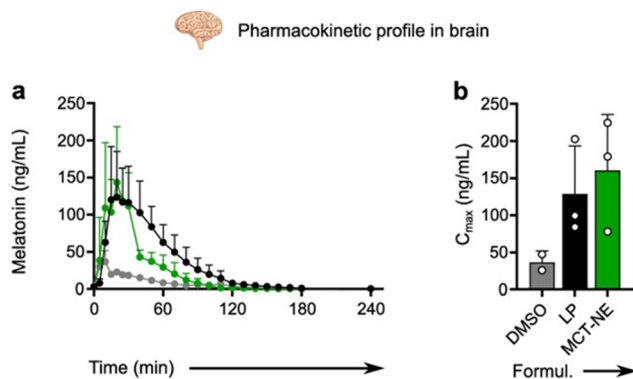 Pharmacokinetic profile in brain
a
Melatonin (ng/mL)
250
200
150
100
50
0
0 60 120 180 240
Time (min)
b
Cmax (ng/mL)
250
200
150
100
50
0
DMSO
LP
MCT-NE
Formul.